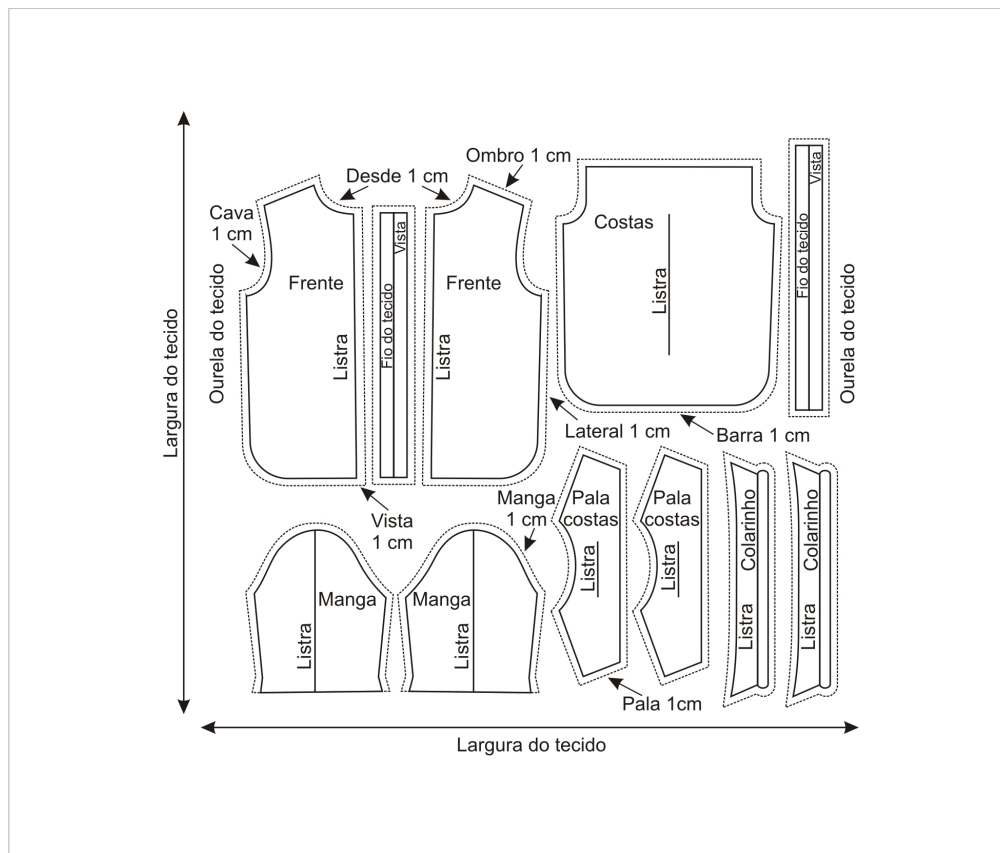 Ombro 1 cm
Desde 1 cm
Cava
1 cm
Vista
Vista
Costas
Frente
Frente
Fio do tecido
Fio do tecido
Listra
Listra
Listra
Ourela do tecido
Ourela do tecido
Largura do tecido
Lateral 1 cm
Barra 1 cm
Vista
1 cm
Manga
1 cm
Pala
costas
Pala
costas
Colarinho
Colarinho
Listra
Listra
Manga
Manga
Listra
Listra
Listra
Listra
Pala 1cm
Largura do tecido